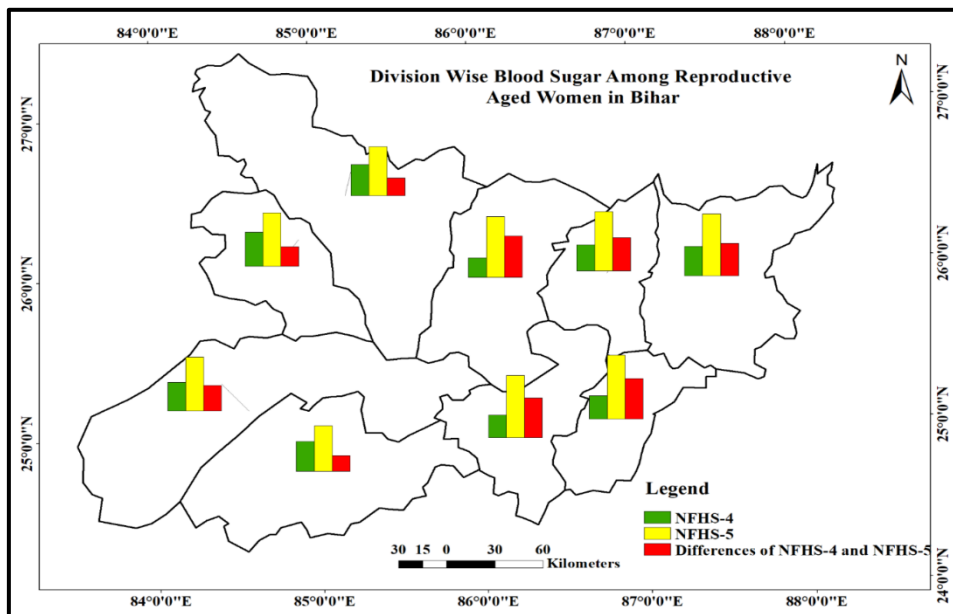 84°0'0"E 85°0'0"E 86°0'0"E 87°0'0"E 88°0'0"E
Division Wise Blood Sugar Among Reproductive
Aged Women in Bihar
N
27°0'0"N 27°0'0"N
26°0'0"N 26°0'0"N
25°0'0"N 25°0'0"N
24°0'0"N
Legend
NFHS-4
NFHS-5
Differences of NFHS-4 and NFHS-5
30 15 0 30 60
Kilometers
84°0'0"E 85°0'0"E 86°0'0"E 87°0'0"E 88°0'0"E